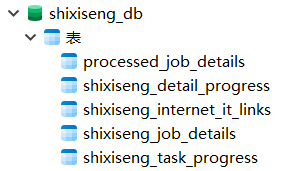 shixiseng_db
表
processed_job_details
shixiseng_detail_progress
shixiseng_internet_it_links
shixiseng_job_details
shixiseng_task_progress